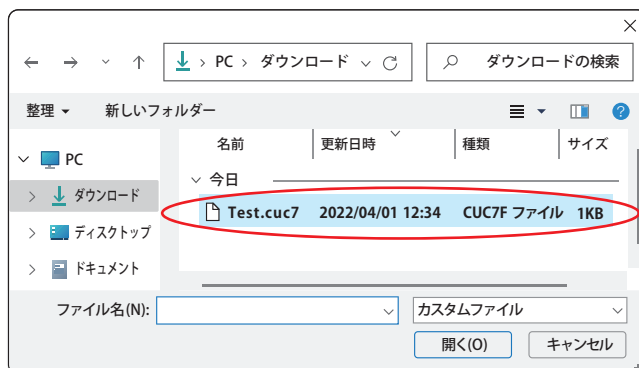 PC > ダウンロード
ダウンロードの検索
整理 新しいフォルダー
名前 更新日時 種類 サイズ
PC
今日
ダウンロード
Test.cuc7 2022/04/01 12:34 CUC7F ファイル 1KB
ディスクトップ
ドキュメント
ファイル名(N):
カスタムファイル
開く(O) キャンセル